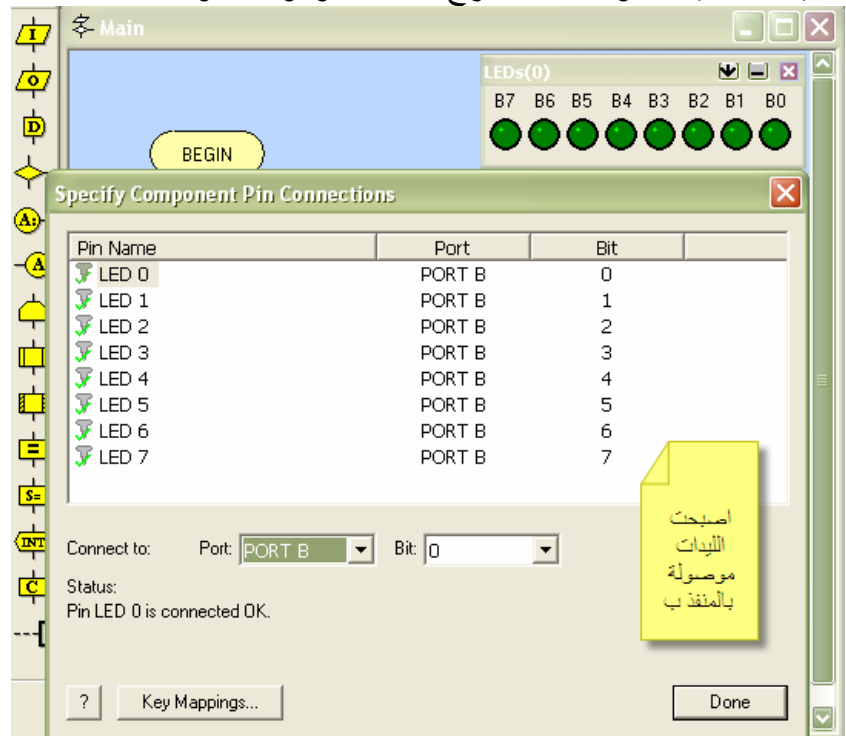 Main
LEDs(0)
B7 B6 B5 B4 B3 B2 B1 B0
BEGIN
Specify Component Pin Connections
Pin Name Port Bit
LED 0 PORT B 0
LED 1 PORT B 1
LED 2 PORT B 2
LED 3 PORT B 3
LED 4 PORT B 4
LED 5 PORT B 5
LED 6 PORT B 6
LED 7 PORT B 7
اصبحت
الليدات
موصولة
بالمنفذ ب
Connect to: Port: PORT B Bit: 0
Status:
Pin LED 0 is connected OK.
? Key Mappings... Done
I
O
D
A:
A
=
S=
INT
C